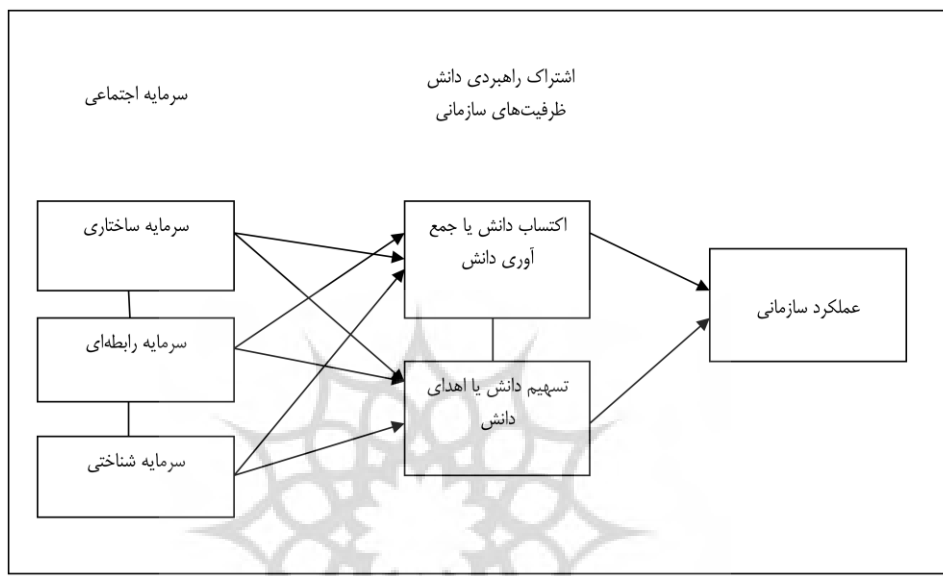 سرمایه اجتماعی
اشتراک راهبردی دانش
ظرفیت‌های سازمانی
سرمایه ساختاری
سرمایه رابطه‌ای
سرمایه شناختی
اکتساب دانش یا جمع
آوری دانش
تسهیم دانش یا اهدای
دانش
عملکرد سازمانی